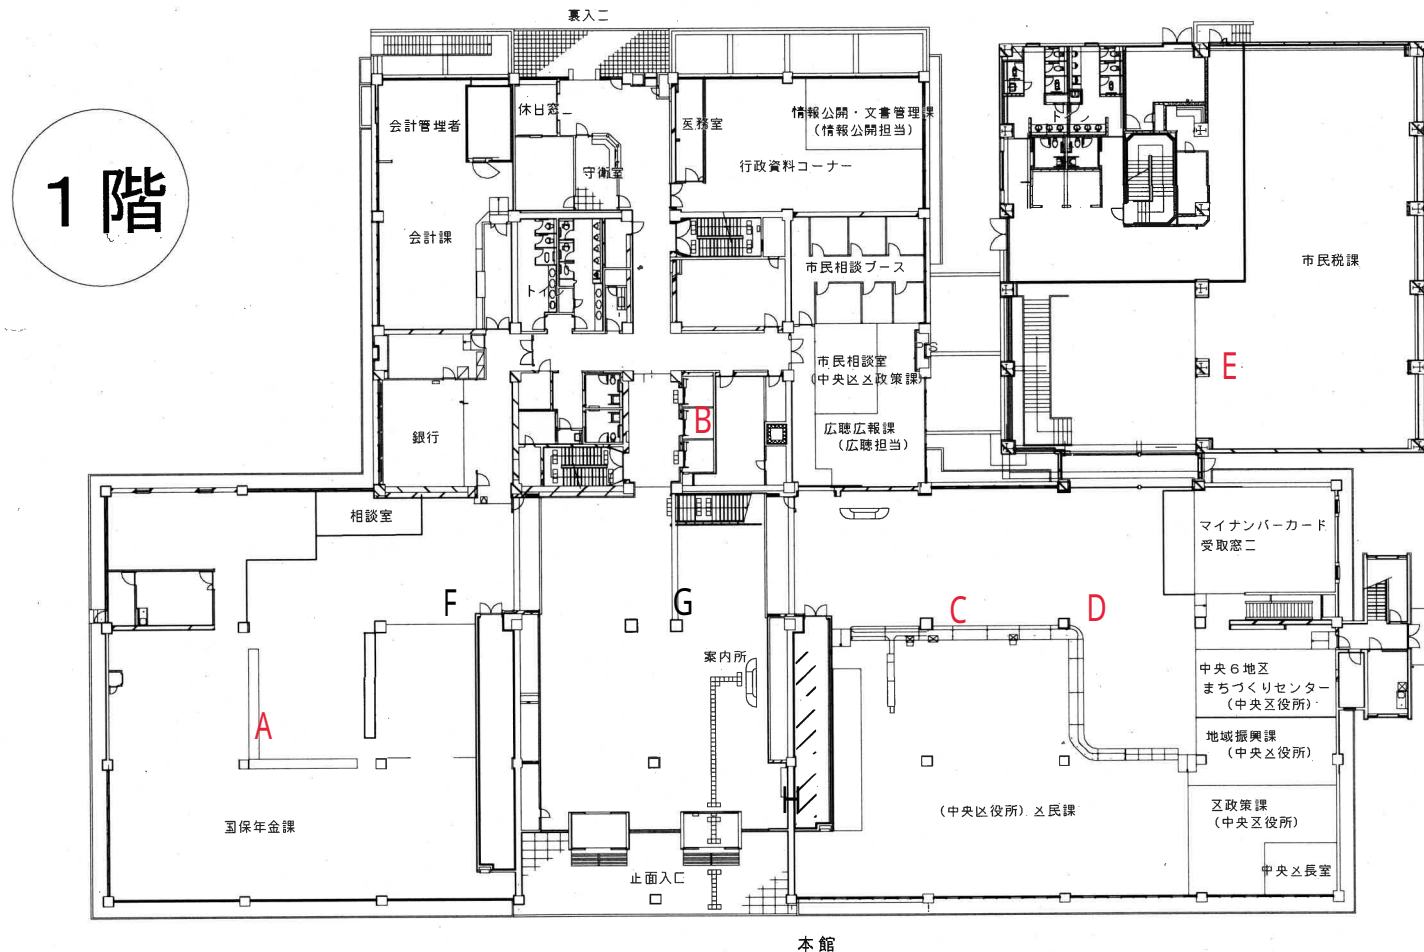 1階
裏入口
会計管理者
休日窓口
守衛室
医務室
情報公開・文書管理課
(情報公開担当)
行政資料コーナー
会計課
トイレ
市民相談ブース
トイレ
市民税課
市民相談室
(中央区区政策課)
広聴広報課
(広聴担当)
銀行
B
E
相談室
マイナンバーカード
受取窓口
F
G
C
D
案内所
A
中央6地区
まちづくりセンター
(中央区役所)
地域振興課
(中央区役所)
国保年金課
(中央区役所) 区民課
区政策課
(中央区役所)
中央区長室
正面入口
本館